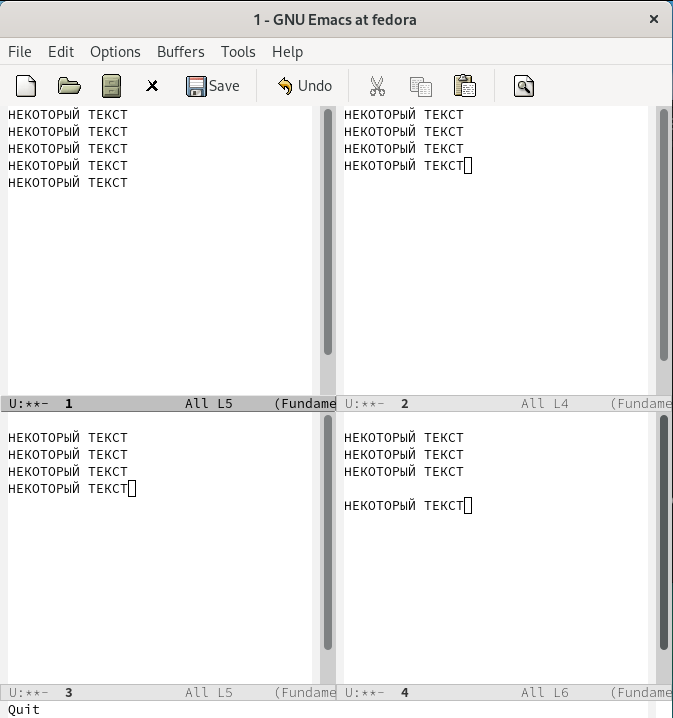 1 - GNU Emacs at fedora
File Edit Options Buffers Tools Help
Save Undo
НЕКОТОРЫЙ ТЕКСТ
НЕКОТОРЫЙ ТЕКСТ
НЕКОТОРЫЙ ТЕКСТ
НЕКОТОРЫЙ ТЕКСТ
НЕКОТОРЫЙ ТЕКСТ
U:**- 1 All L5 (Fundame
НЕКОТОРЫЙ ТЕКСТ
НЕКОТОРЫЙ ТЕКСТ
НЕКОТОРЫЙ ТЕКСТ
НЕКОТОРЫЙ ТЕКСТ
U:**- 2 All L4 (Fundame
НЕКОТОРЫЙ ТЕКСТ
НЕКОТОРЫЙ ТЕКСТ
НЕКОТОРЫЙ ТЕКСТ
НЕКОТОРЫЙ ТЕКСТ
U:**- 3 All L5 (Fundame
НЕКОТОРЫЙ ТЕКСТ
НЕКОТОРЫЙ ТЕКСТ
НЕКОТОРЫЙ ТЕКСТ
НЕКОТОРЫЙ ТЕКСТ
U:**- 4 All L6 (Fundame
Quit